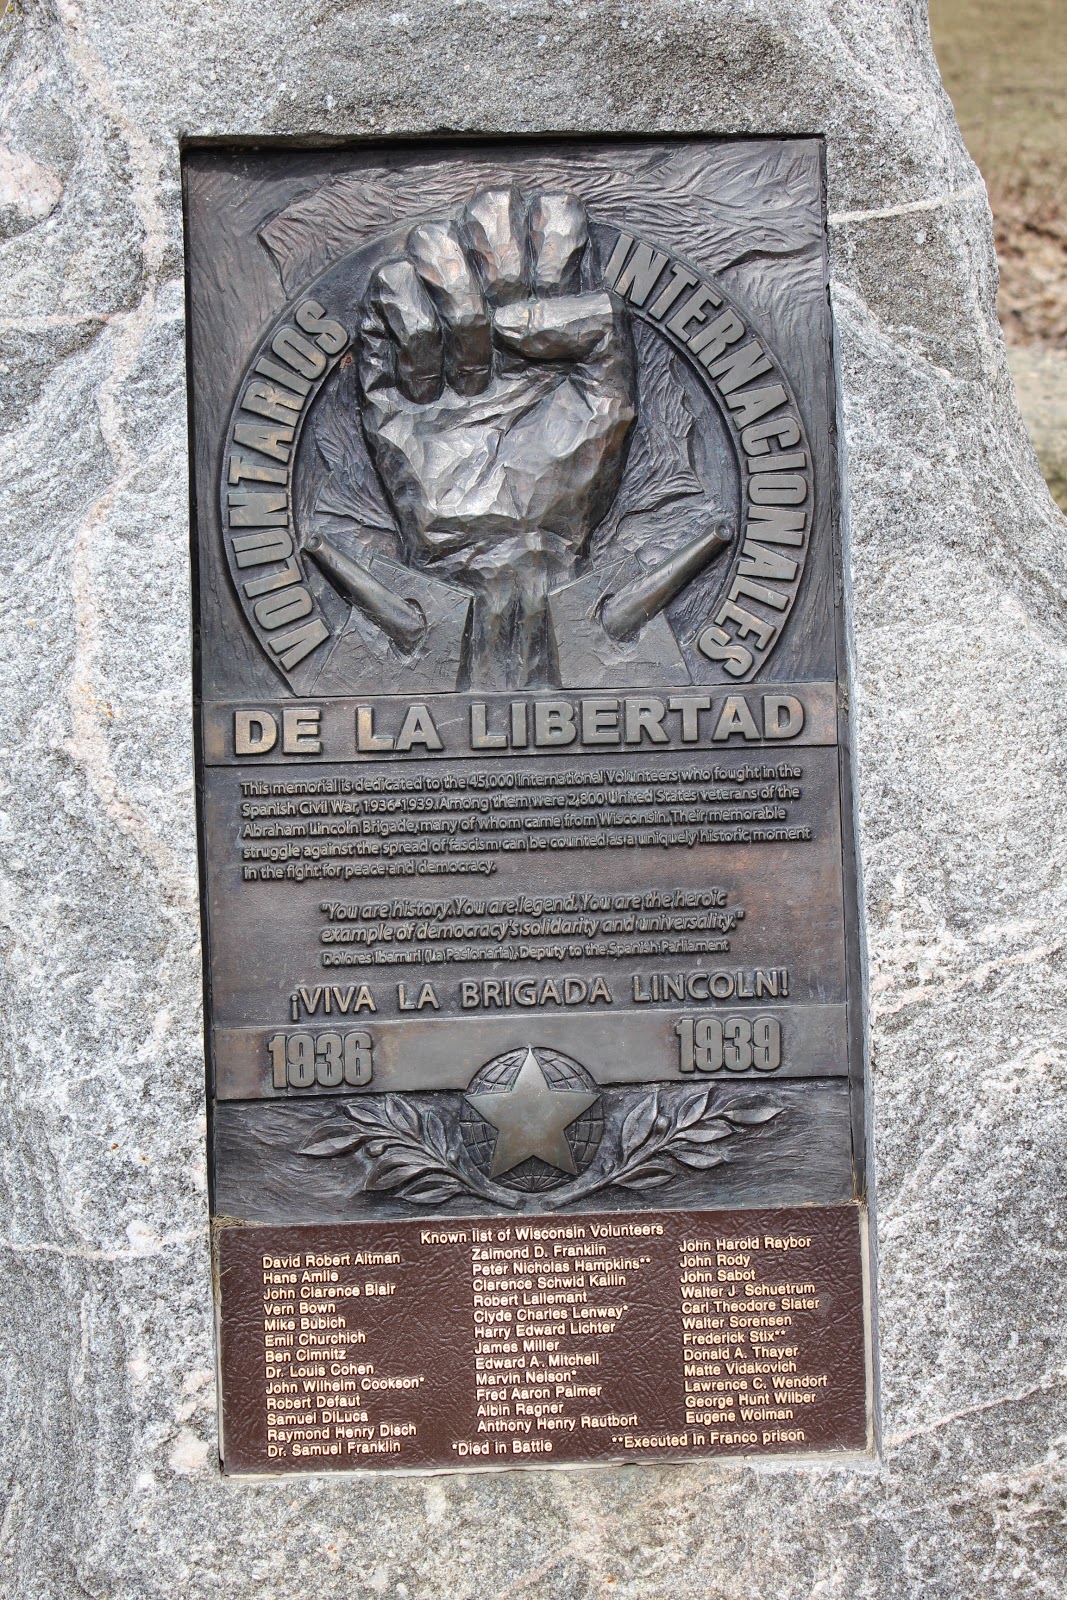 VOLUNTARIOS INTERNACIONALES
DE LA LIBERTAD
This memorial is dedicated to the 45,000 International Volunteers who fought in the
Spanish Civil War, 1936-1939. Among them were 2,800 United States veterans of the
Abraham Lincoln Brigade, many of whom came from Wisconsin. Their memorable
struggle against the spread of fascism can be counted as a uniquely historic moment
in the fight for peace and democracy.
"You are history. You are legend. You are the heroic
example of democracy's solidarity and universality."
Dolores Ibarruri (La Pasionaria), Deputy to the Spanish Parliament
¡VIVA LA BRIGADA LINCOLN!
1936 1939
Known list of Wisconsin Volunteers
David Robert Altman
Hans Amlie
John Clarence Blair
Vern Bown
Mike Bubich
Emil Churchich
Ben Cimnitz
Dr. Louis Cohen
John Wilhelm Cookson*
Robert Defaut
Samuel DiLuca
Raymond Henry Disch
Dr. Samuel Franklin
Zalmond D. Franklin
Peter Nicholas Hampkins**
Clarence Schwid Kailin
Robert Lallemant
Clyde Charles Lenway*
Harry Edward Lichter
James Miller
Edward A. Mitchell
Marvin Nelson*
Fred Aaron Palmer
Albin Ragner
Anthony Henry Rautbort
John Harold Raybor
John Rody
John Sabot
Walter J. Schuetrum
Carl Theodore Slater
Walter Sorensen
Frederick Stix**
Donald A. Thayer
Matte Vidakovich
Lawrence C. Wendorf
George Hunt Wilber
Eugene Wolman
*Died in Battle **Executed in Franco prison